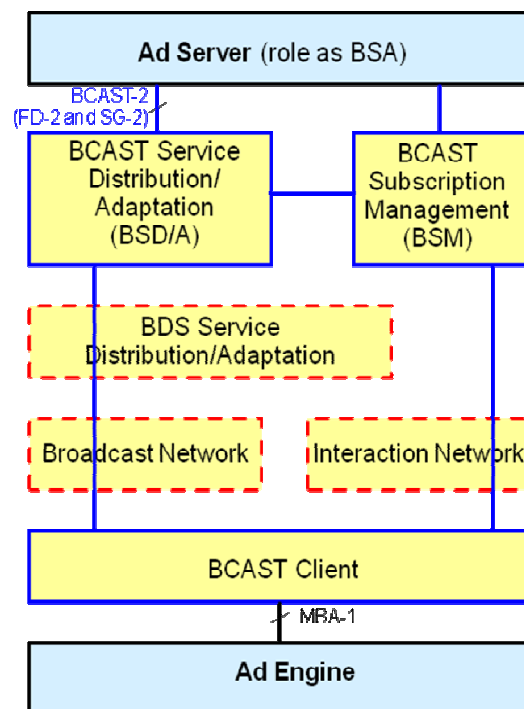 Ad Server (role as BSA)
BCAST-2
(FD-2 and SG-2)
BCAST Service
Distribution/
Adaptation
(BSD/A)
BCAST
Subscription
Management
(BSM)
BDS Service
Distribution/Adaptation
Broadcast Network
Interaction Network
BCAST Client
MBA-1
Ad Engine